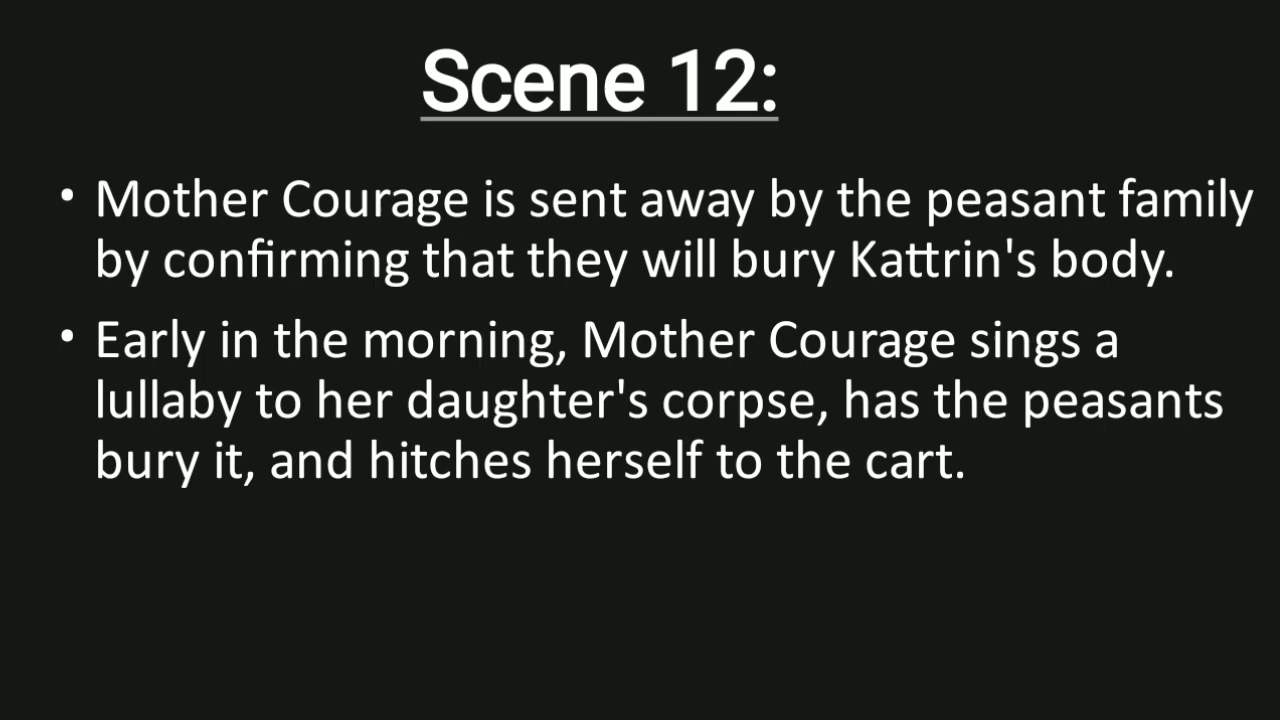 Scene 12:
• Mother Courage is sent away by the peasant family
by confirming that they will bury Kattrin's body.
• Early in the morning, Mother Courage sings a
lullaby to her daughter's corpse, has the peasants
bury it, and hitches herself to the cart.